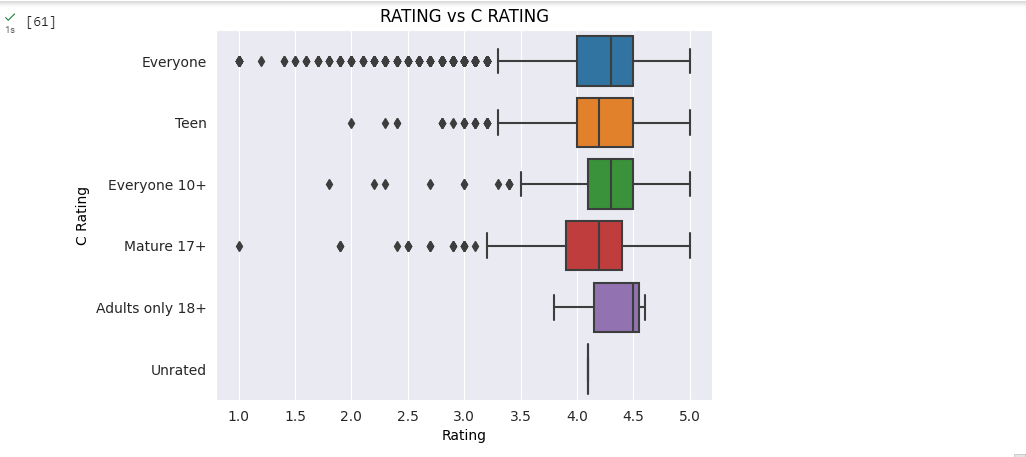 [61]
1s
RATING vs C RATING
C Rating
Everyone
Teen
Everyone 10+
Mature 17+
Adults only 18+
Unrated
1.0 1.5 2.0 2.5 3.0 3.5 4.0 4.5 5.0
Rating